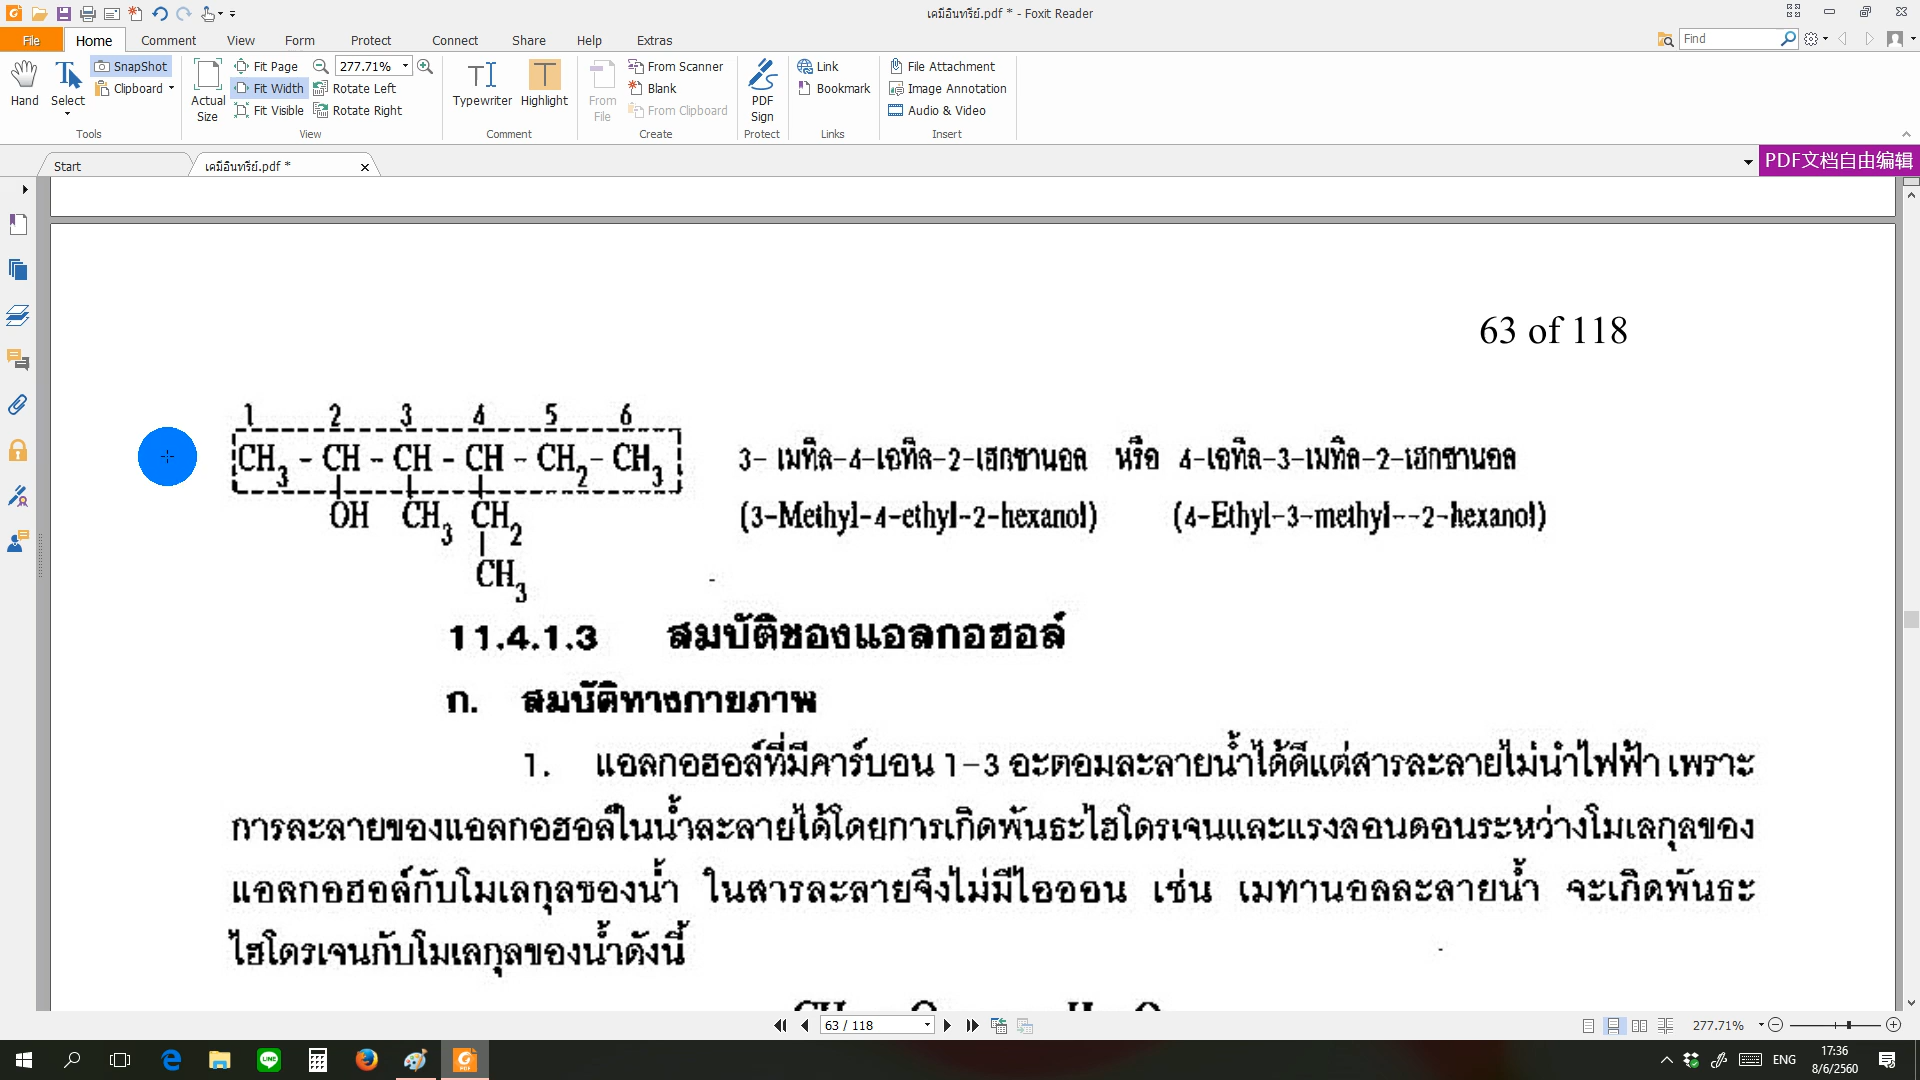 เคมีอินทรีย์.pdf * - Foxit Reader
File Home Comment View Form Protect Connect Share Help Extras
Find
Hand
Select
SnapShot
Clipboard
Tools
Actual Size
Fit Page
Fit Width
Fit Visible
277.71%
Rotate Left
Rotate Right
View
Typewriter
Highlight
Comment
From File
From Scanner
Blank
From Clipboard
Create
PDF Sign
Protect
Link
Bookmark
Links
File Attachment
Image Annotation
Audio & Video
Insert
Start
เคมีอินทรีย์.pdf *
PDF文档自由编辑
63 of 118
1 2 3 4 5 6
CH3 - CH - CH - CH - CH2 - CH3
OH CH3 CH2
CH3
3- เมทิล-4-เอทิล-2-เฮกซานอล หรือ 4-เอทิล-3-เมทิล-2-เฮกซานอล
(3-Methyl-4-ethyl-2-hexanol) (4-Ethyl-3-methyl--2-hexanol)
11.4.1.3 สมบัติของแอลกอฮอล์
ก. สมบัติทางกายภาพ
1. แอลกอฮอล์ที่มีคาร์บอน 1-3 อะตอมละลายน้ำได้ดีแต่สารละลายไม่นำไฟฟ้า เพราะ
การละลายของแอลกอฮอล์ในน้ำละลายได้โดยการเกิดพันธะไฮโดรเจนและแรงลอนดอนระหว่างโมเลกุลของ
แอลกอฮอล์กับโมเลกุลของน้ำ ในสารละลายจึงไม่มีไอออน เช่น เมทานอลละลายน้ำ จะเกิดพันธะ
ไฮโดรเจนกับโมเลกุลของน้ำดังนี้
63 / 118
277.71%
ENG
17:36
8/6/2560